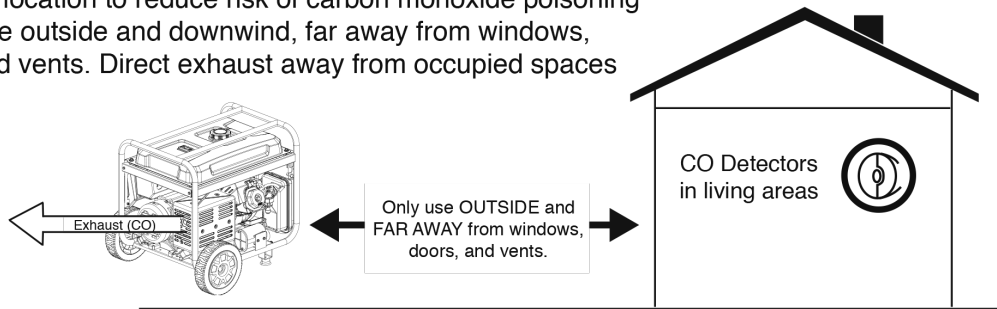 location to reduce risk of carbon monoxide poisoning
outside and downwind, far away from windows,
vents. Direct exhaust away from occupied spaces
CO Detectors
in living areas
Exhaust (CO)
Only use OUTSIDE and
FAR AWAY from windows,
doors, and vents.